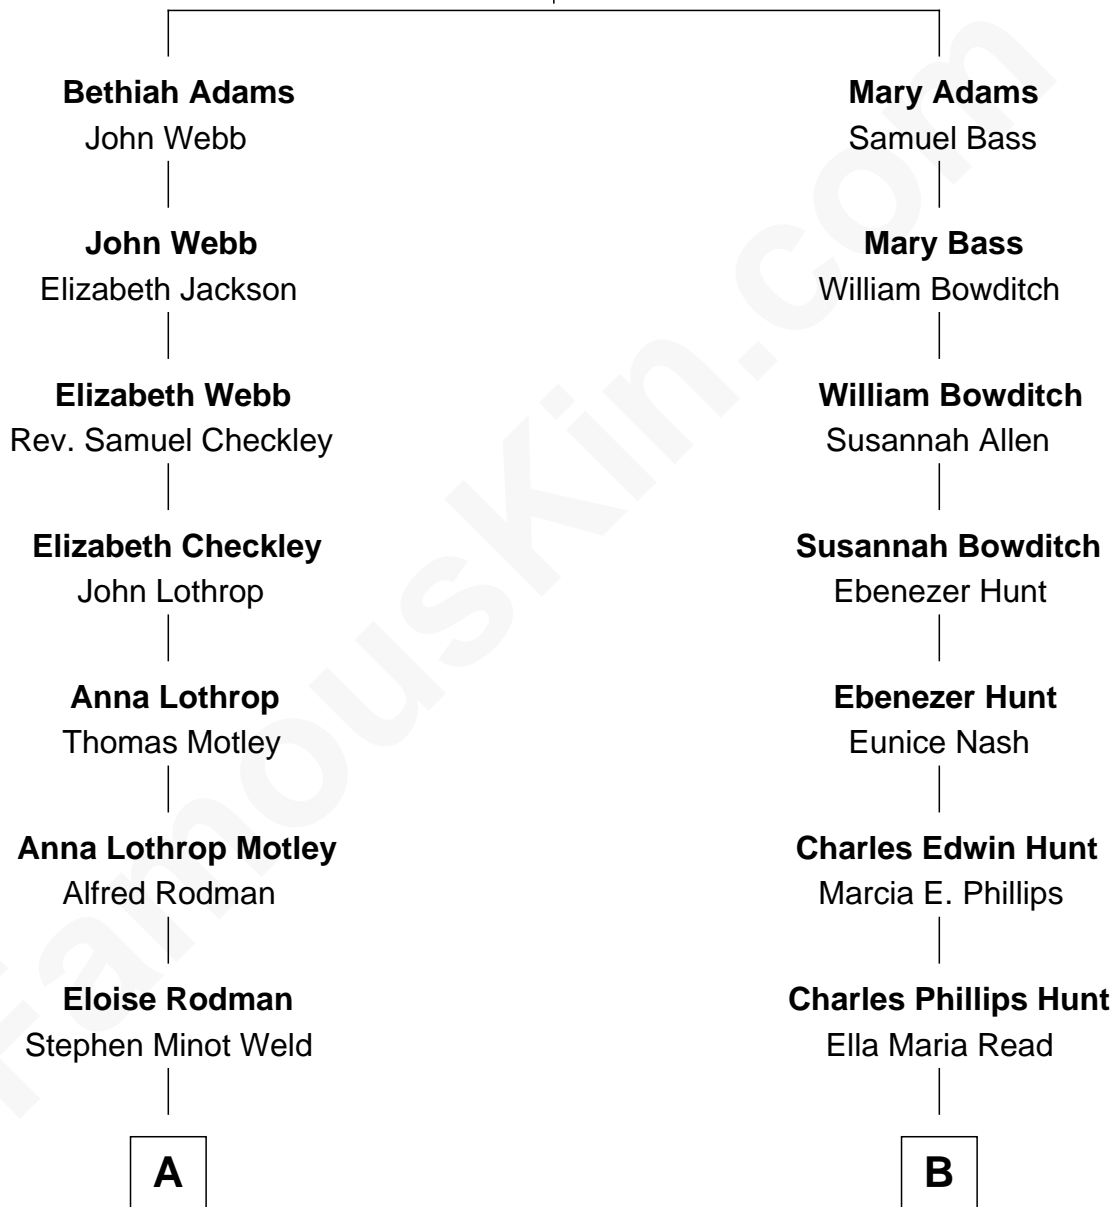 Bethiah Adams
John Webb
John Webb
Elizabeth Jackson
Elizabeth Webb
Rev. Samuel Checkley
Elizabeth Checkley
John Lothrop
Anna Lothrop
Thomas Motley
Anna Lothrop Motley
Alfred Rodman
Eloise Rodman
Stephen Minot Weld
A
Mary Adams
Samuel Bass
Mary Bass
William Bowditch
William Bowditch
Susannah Allen
Susannah Bowditch
Ebenezer Hunt
Ebenezer Hunt
Eunice Nash
Charles Edwin Hunt
Marcia E. Phillips
Charles Phillips Hunt
Ella Maria Read
B
FamousKin.com